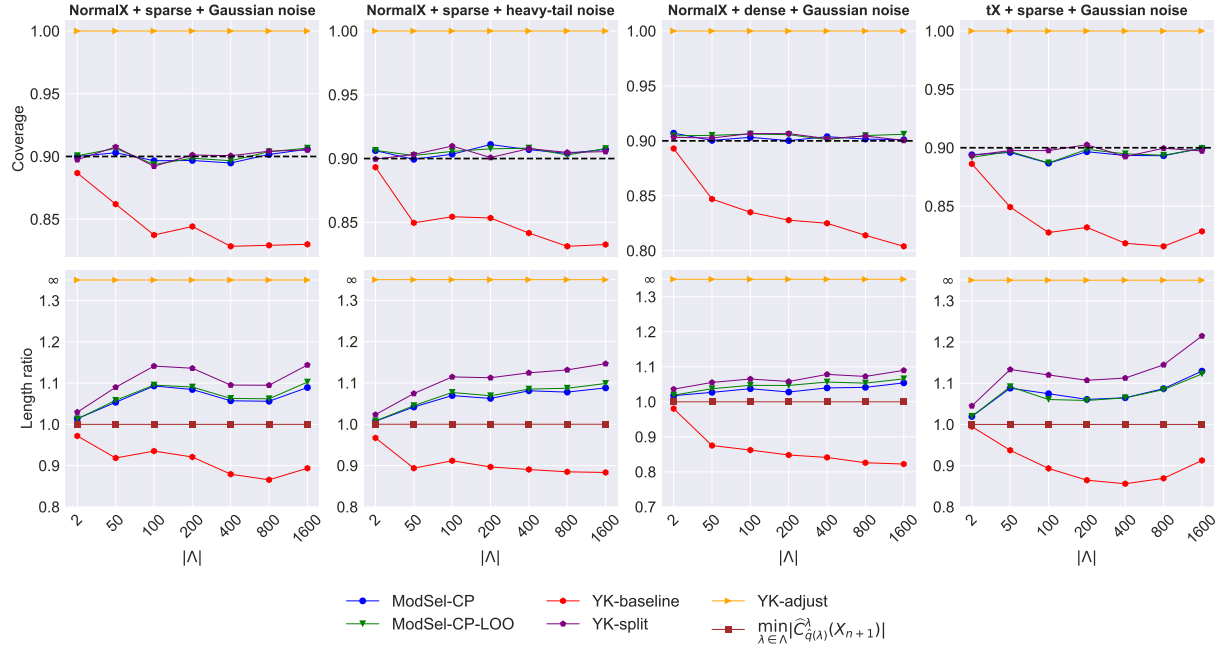 NormalX + sparse + Gaussian noise
NormalX + sparse + heavy-tail noise
NormalX + dense + Gaussian noise
tX + sparse + Gaussian noise
Coverage
1.00
0.95
0.90
0.85
1.00
0.95
0.90
0.85
1.00
0.95
0.90
0.85
0.80
1.00
0.95
0.90
0.85
Length ratio
∞
1.3
1.2
1.1
1.0
0.9
0.8
∞
1.3
1.2
1.1
1.0
0.9
0.8
∞
1.3
1.2
1.1
1.0
0.9
0.8
0.7
∞
1.3
1.2
1.1
1.0
0.9
0.8
2 50 100 200 400 800 1600
2 50 100 200 400 800 1600
2 50 100 200 400 800 1600
2 50 100 200 400 800 1600
|Λ|
|Λ|
|Λ|
|Λ|
ModSel-CP
ModSel-CP-LOO
YK-baseline
YK-split
YK-adjust
$\min_{\lambda \in \Lambda} |\widehat{C}^{\lambda}_{\hat{q}(\lambda)}(X_{n+1})|$